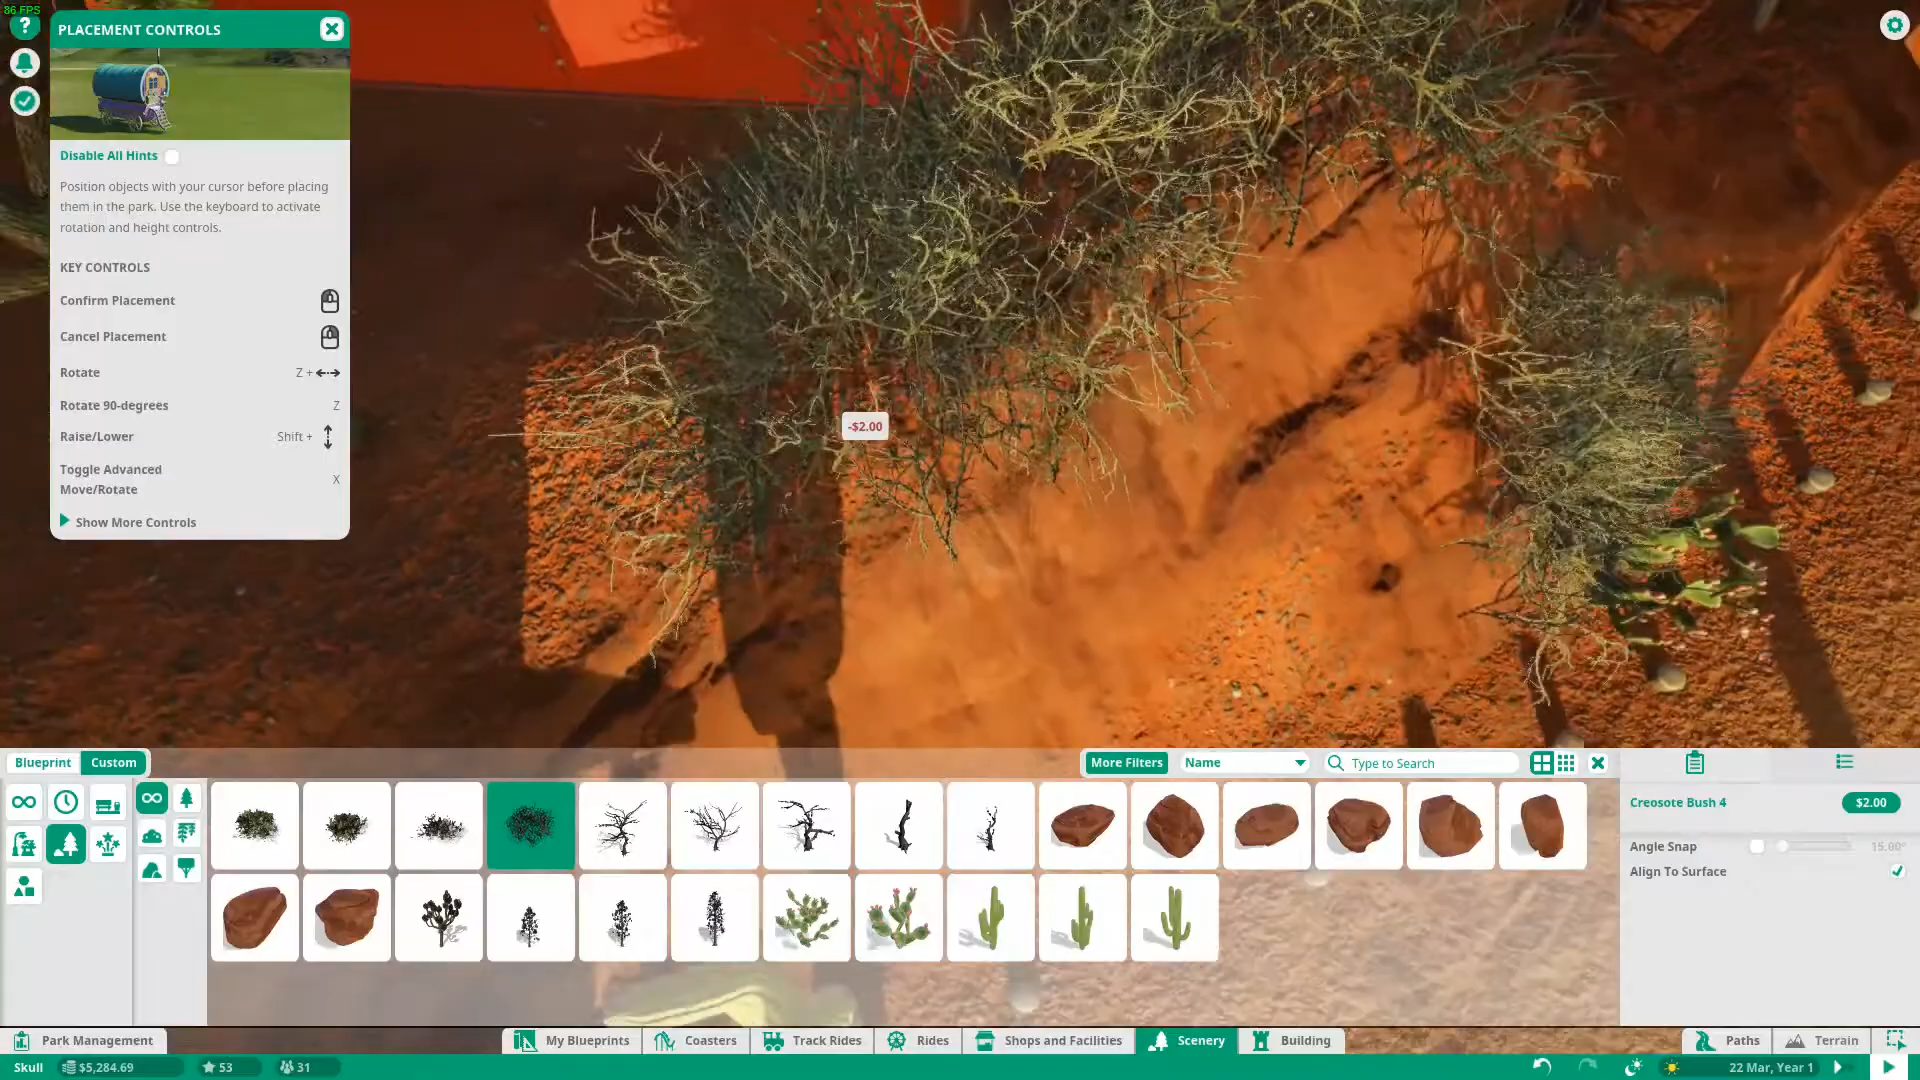 86 FPS
PLACEMENT CONTROLS
Disable All Hints
Position objects with your cursor before placing
them in the park. Use the keyboard to activate
rotation and height controls.
KEY CONTROLS
Confirm Placement
Cancel Placement
Rotate Z +
Rotate 90-degrees Z
Raise/Lower Shift +
Toggle Advanced
Move/Rotate X
Show More Controls
-$2.00
Blueprint Custom
More Filters Name Type to Search
Creosote Bush 4 $2.00
Angle Snap 15.00°
Align To Surface
Park Management My Blueprints Coasters Track Rides Rides Shops and Facilities Scenery Building Paths Terrain
Skull $5,284.69 53 31 22 Mar, Year 1